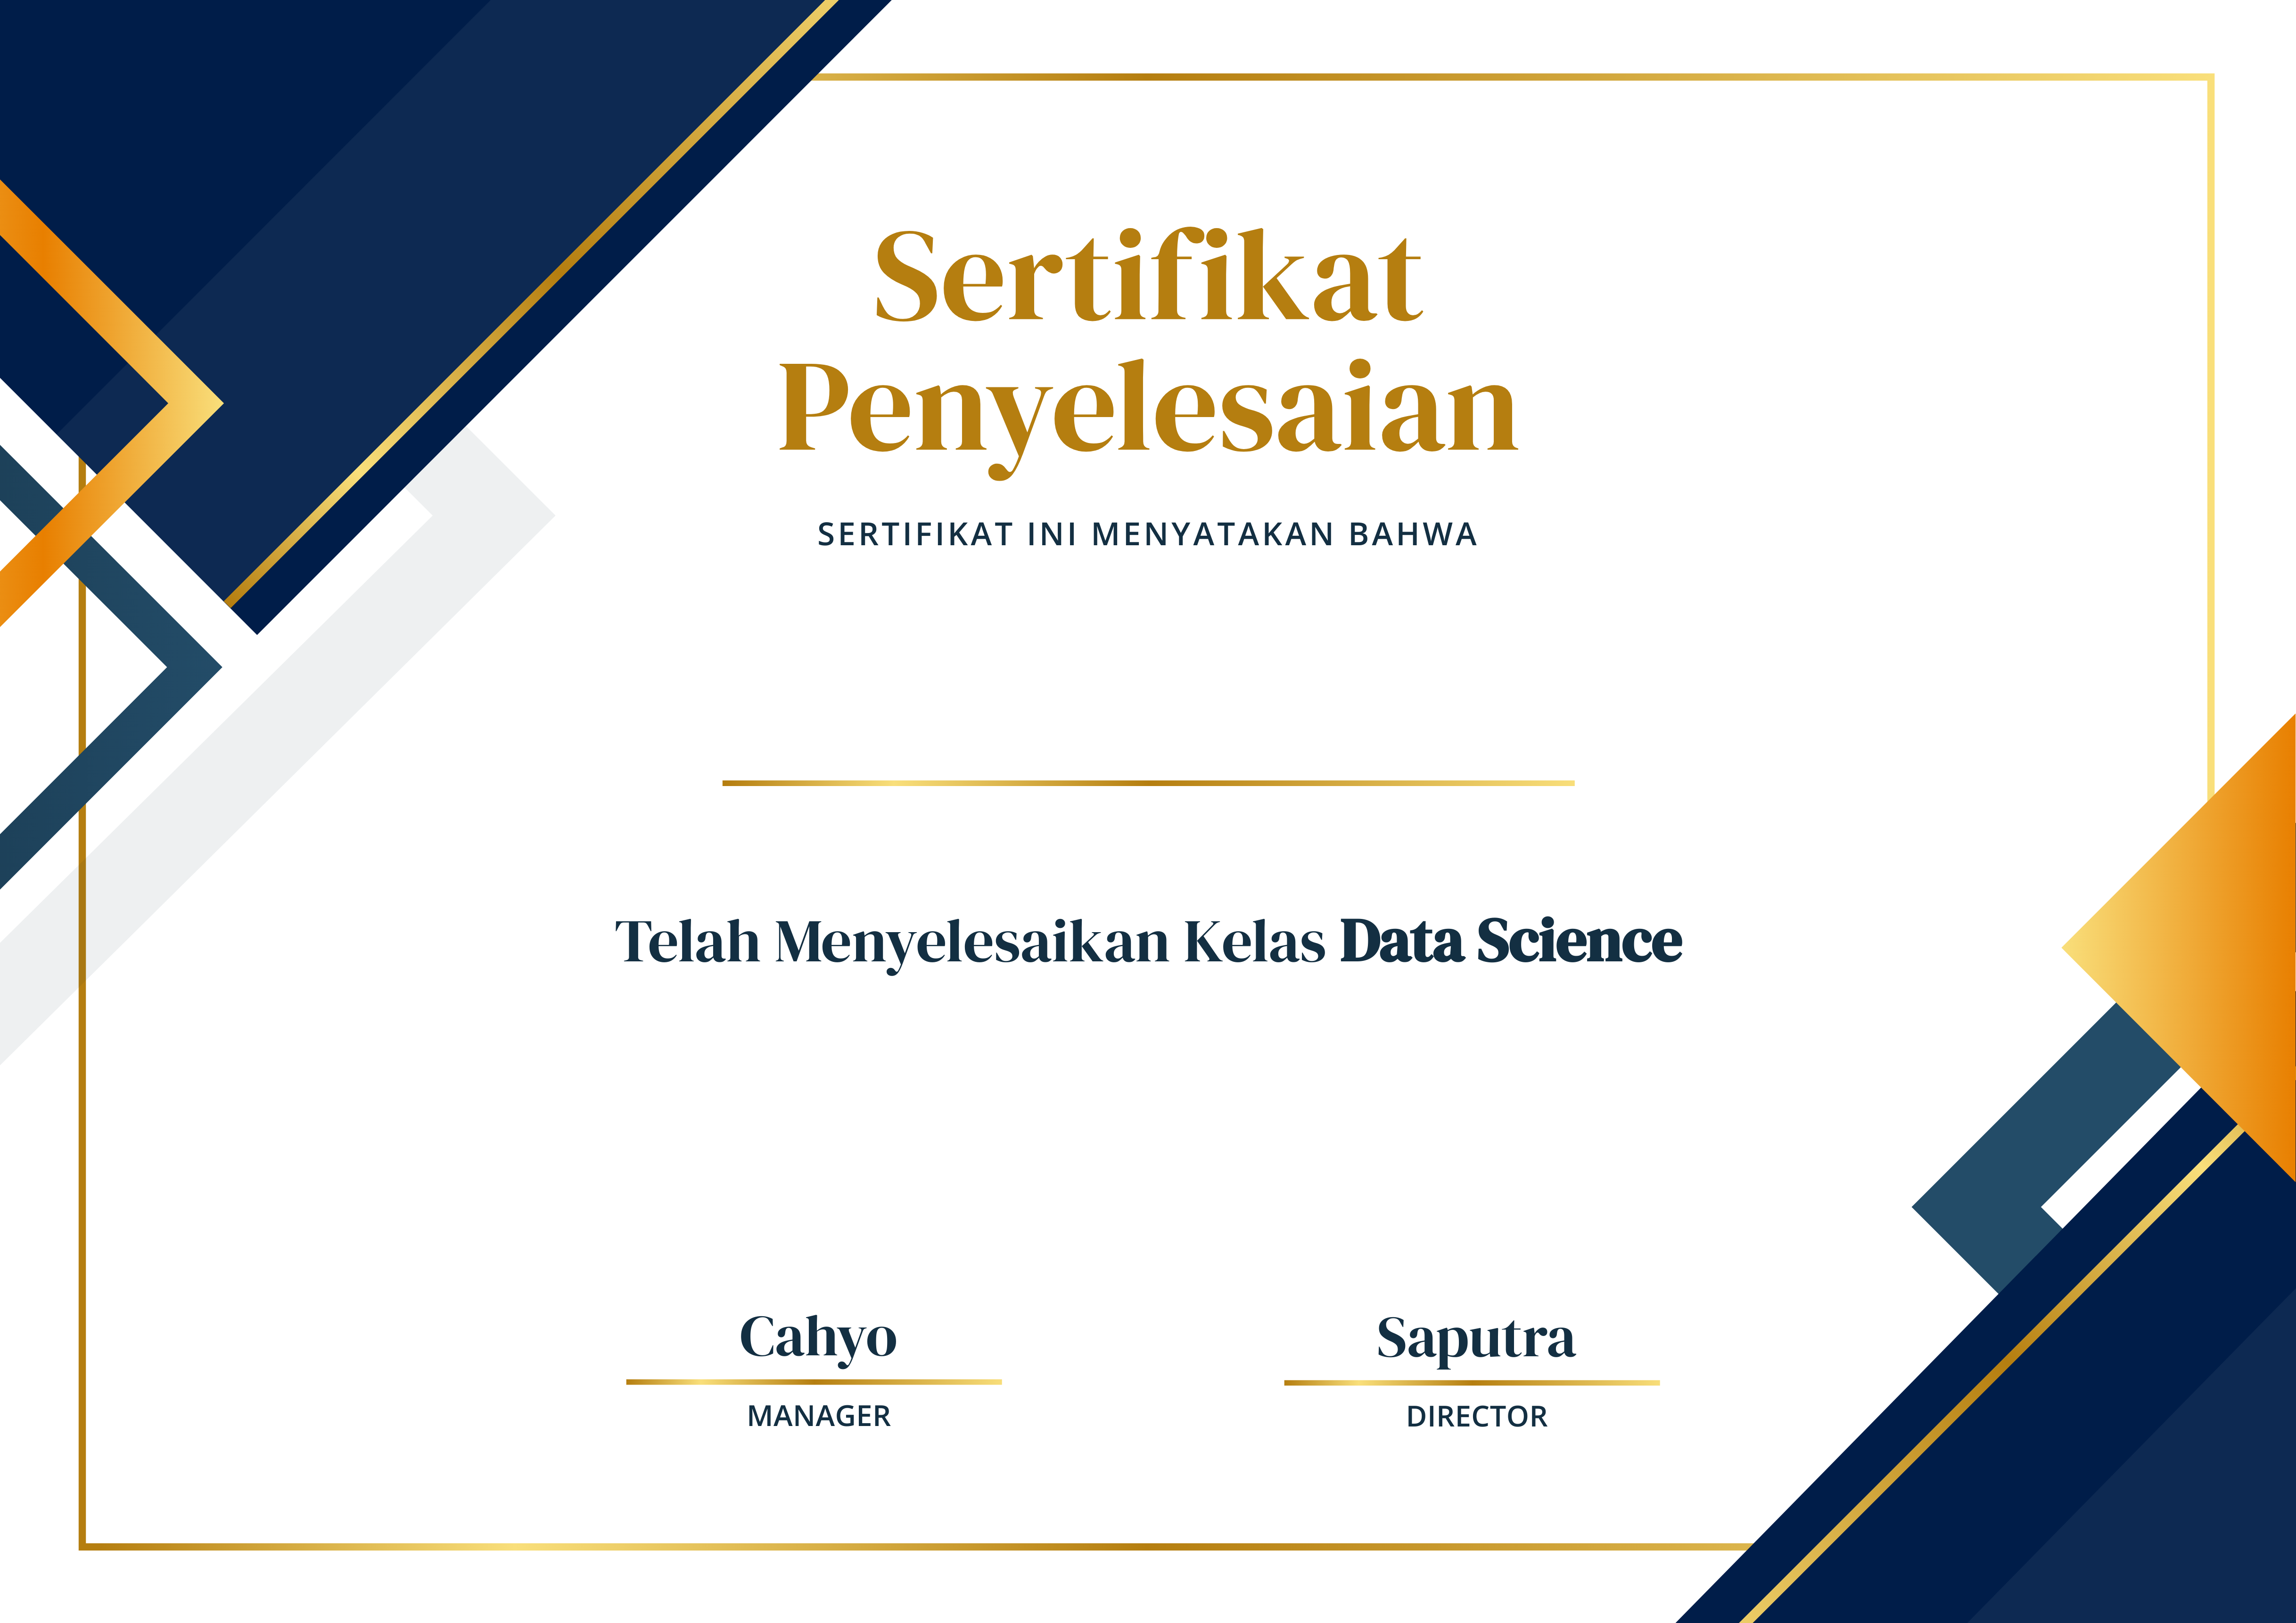 Sertifikat
Penyelesaian
SERTIFIKAT INI MENYATAKAN BAHWA
Telah Menyelesaikan Kelas Data Science
Cahyo
MANAGER
Saputra
DIRECTOR